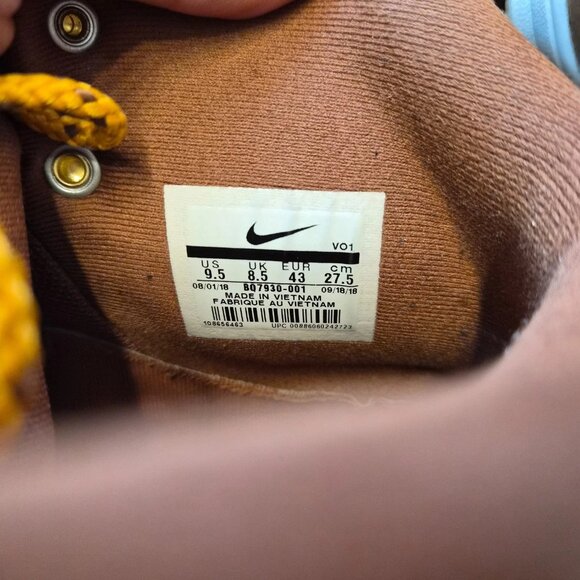 VO1
US UK EUR cm
9.5 8.5 43 27.5
08/01/18 BQ7930-001 09/18/18
MADE IN VIETNAM
FABRIQUE AU VIETNAM
108656463 UPC 00886060242723